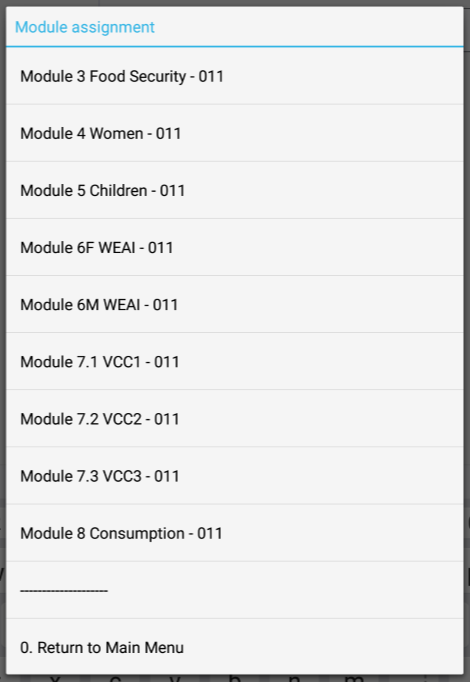 Module assignment
Module 3 Food Security - 011
Module 4 Women - 011
Module 5 Children - 011
Module 6F WEAI - 011
Module 6M WEAI - 011
Module 7.1 VCC1 - 011
Module 7.2 VCC2 - 011
Module 7.3 VCC3 - 011
Module 8 Consumption - 011
--------------------
0. Return to Main Menu